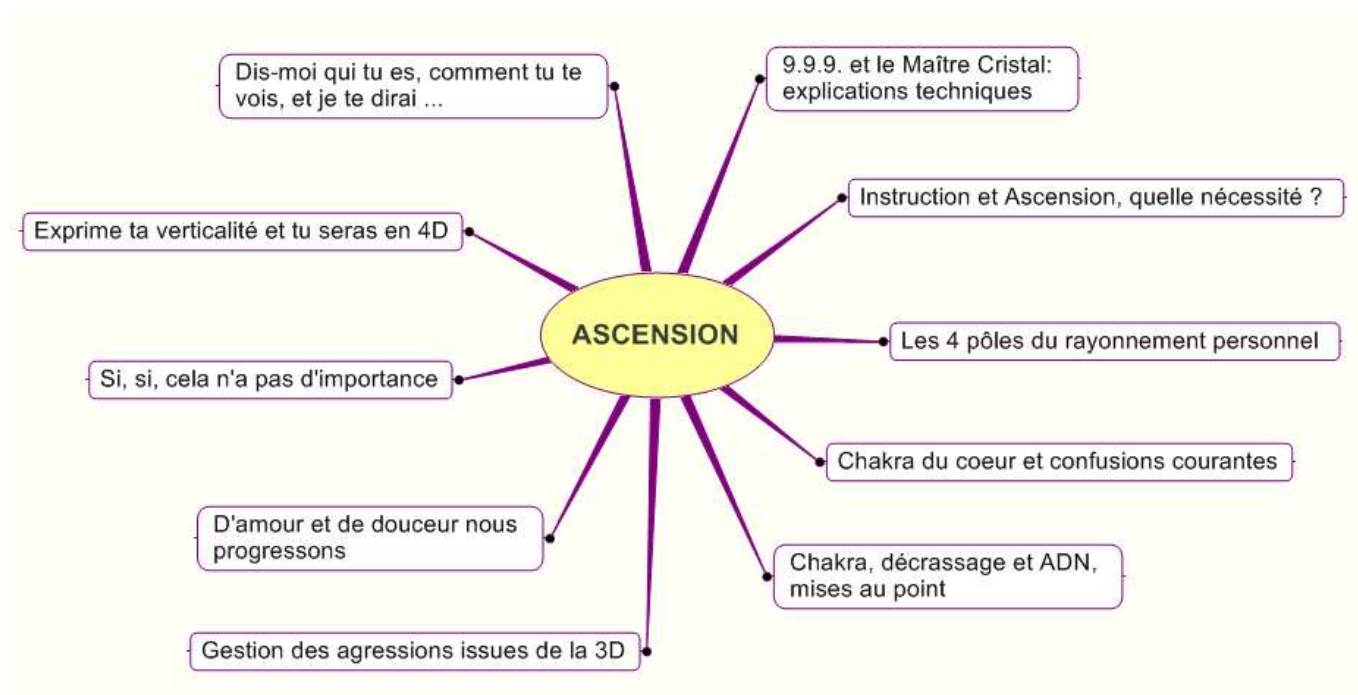 Dis-moi qui tu es, comment tu te
vois, et je te dirai ...
9.9.9. et le Maître Cristal:
explications techniques
Instruction et Ascension, quelle nécessité ?
Exprime ta verticalité et tu seras en 4D
ASCENSION
Les 4 pôles du rayonnement personnel
Si, si, cela n'a pas d'importance
Chakra du coeur et confusions courantes
D'amour et de douceur nous
progressons
Chakra, décrassage et ADN,
mises au point
Gestion des agressions issues de la 3D